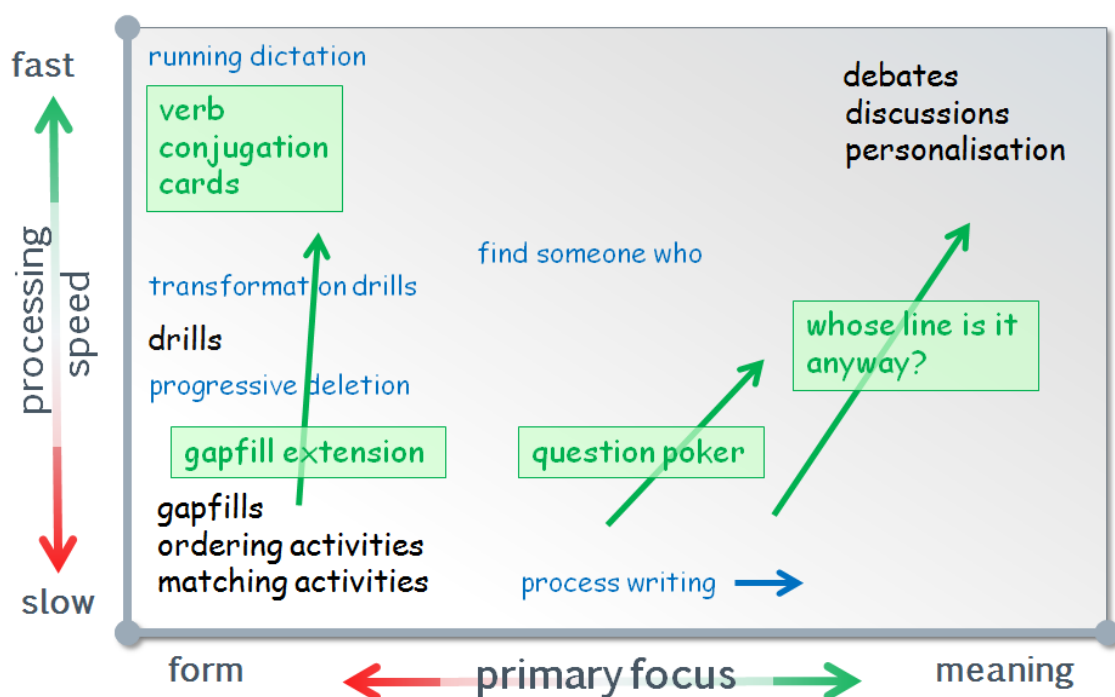 fast
running dictation
verb
conjugation
cards
debates
discussions
personalisation
processing
speed
find someone who
transformation drills
drills
whose line is it
anyway?
progressive deletion
gapfill extension
question poker
gapfills
ordering activities
matching activities
process writing
slow
form
primary focus
meaning